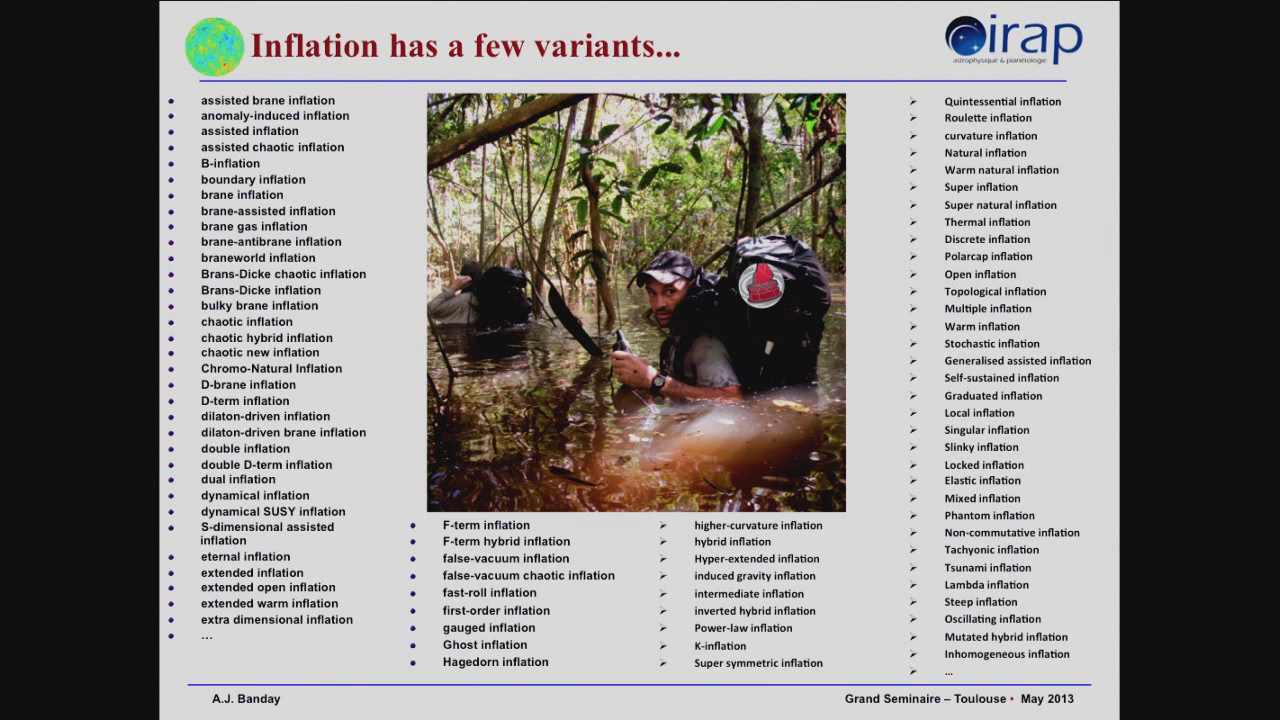 Inflation has a few variants...
irap
astrophysique & planétologie
assisted brane inflation
anomaly-induced inflation
assisted inflation
assisted chaotic inflation
B-inflation
boundary inflation
brane inflation
brane-assisted inflation
brane gas inflation
brane-antibrane inflation
braneworld inflation
Brans-Dicke chaotic inflation
Brans-Dicke inflation
bulky brane inflation
chaotic inflation
chaotic hybrid inflation
chaotic new inflation
Chromo-Natural Inflation
D-brane inflation
D-term inflation
dilaton-driven inflation
dilaton-driven brane inflation
double inflation
double D-term inflation
dual inflation
dynamical inflation
dynamical SUSY inflation
S-dimensional assisted
inflation
eternal inflation
extended inflation
extended open inflation
extended warm inflation
extra dimensional inflation
...
F-term inflation
F-term hybrid inflation
false-vacuum inflation
false-vacuum chaotic inflation
fast-roll inflation
first-order inflation
gauged inflation
Ghost inflation
Hagedorn inflation
higher-curvature inflation
hybrid inflation
Hyper-extended inflation
induced gravity inflation
intermediate inflation
inverted hybrid inflation
Power-law inflation
K-inflation
Super symmetric inflation
Quintessential inflation
Roulette inflation
curvature inflation
Natural inflation
Warm natural inflation
Super inflation
Super natural inflation
Thermal inflation
Discrete inflation
Polarcap inflation
Open inflation
Topological inflation
Multiple inflation
Warm inflation
Stochastic inflation
Generalised assisted inflation
Self-sustained inflation
Graduated inflation
Local inflation
Singular inflation
Slinky inflation
Locked inflation
Elastic inflation
Mixed inflation
Phantom inflation
Non-commutative inflation
Tachyonic inflation
Tsunami inflation
Lambda inflation
Steep inflation
Oscillating inflation
Mutated hybrid inflation
Inhomogeneous inflation
...
A.J. Banday
Grand Seminaire – Toulouse • May 2013